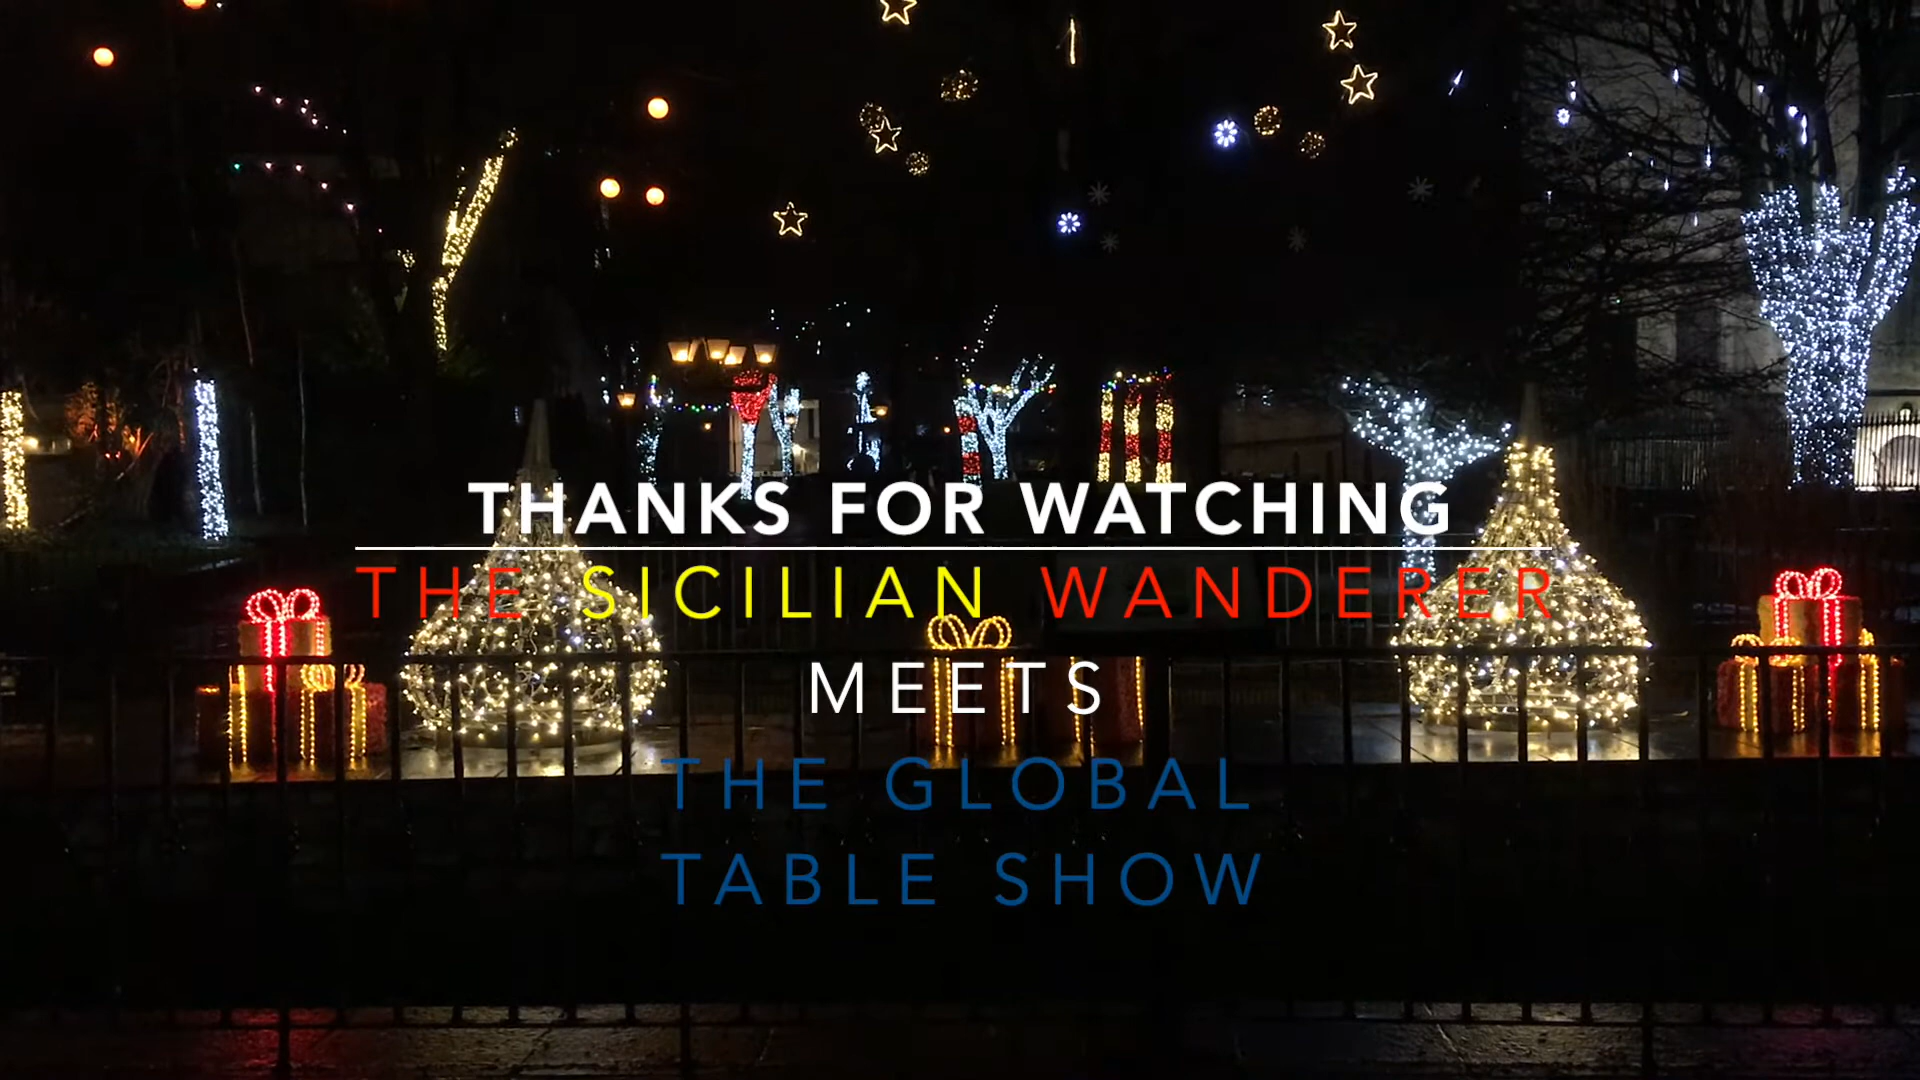 THANKS FOR WATCHING
THE SICILIAN WANDERER
MEETS
THE GLOBAL
TABLE SHOW